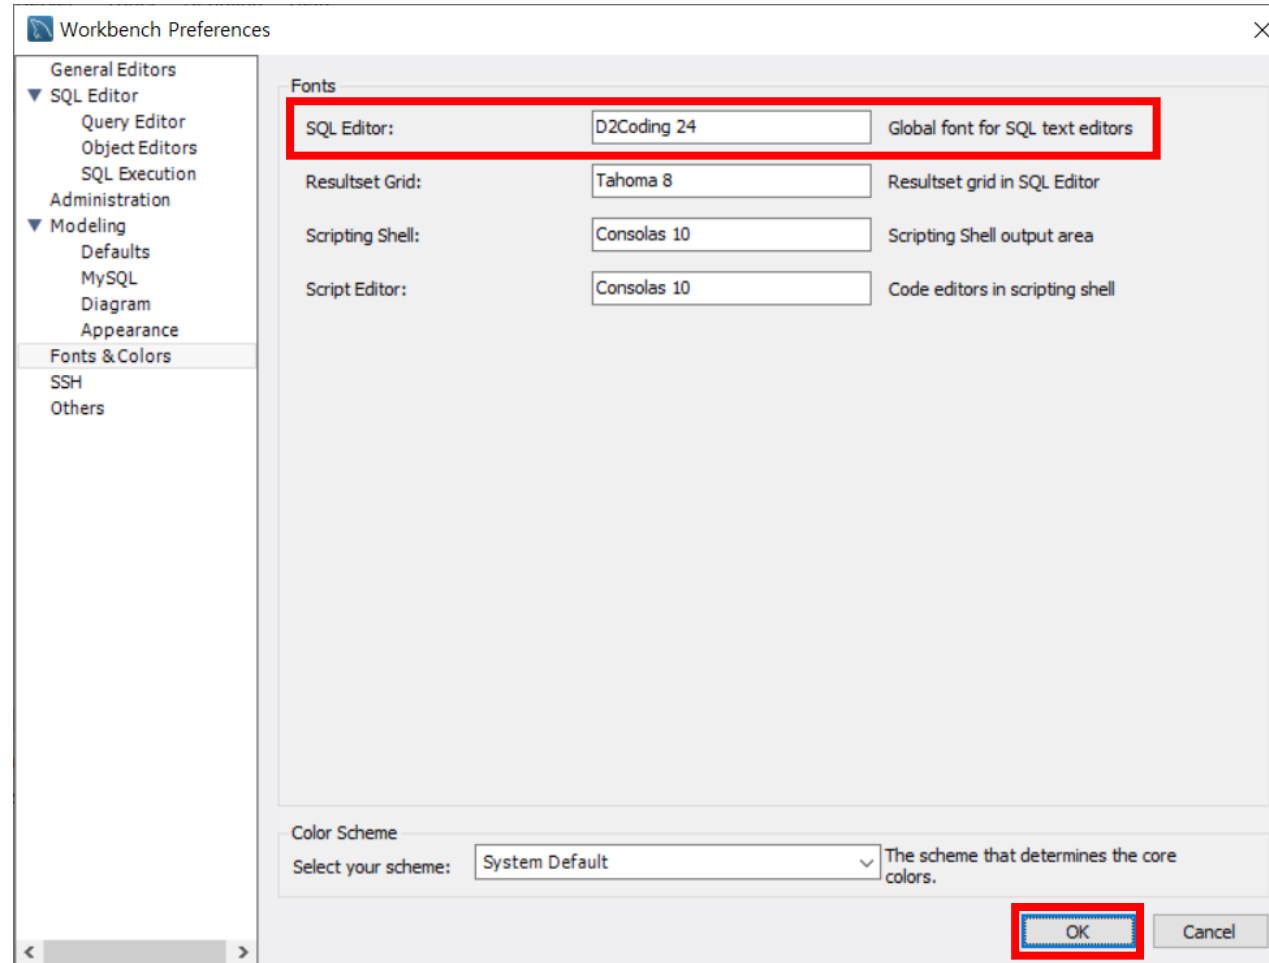 Workbench Preferences
General Editors
SQL Editor
Query Editor
Object Editors
SQL Execution
Administration
Modeling
Defaults
MySQL
Diagram
Appearance
Fonts & Colors
SSH
Others
Fonts
SQL Editor: D2Coding 24 Global font for SQL text editors
Resultset Grid: Tahoma 8 Resultset grid in SQL Editor
Scripting Shell: Consolas 10 Scripting Shell output area
Script Editor: Consolas 10 Code editors in scripting shell
Color Scheme
Select your scheme: System Default The scheme that determines the core
colors.
OK Cancel